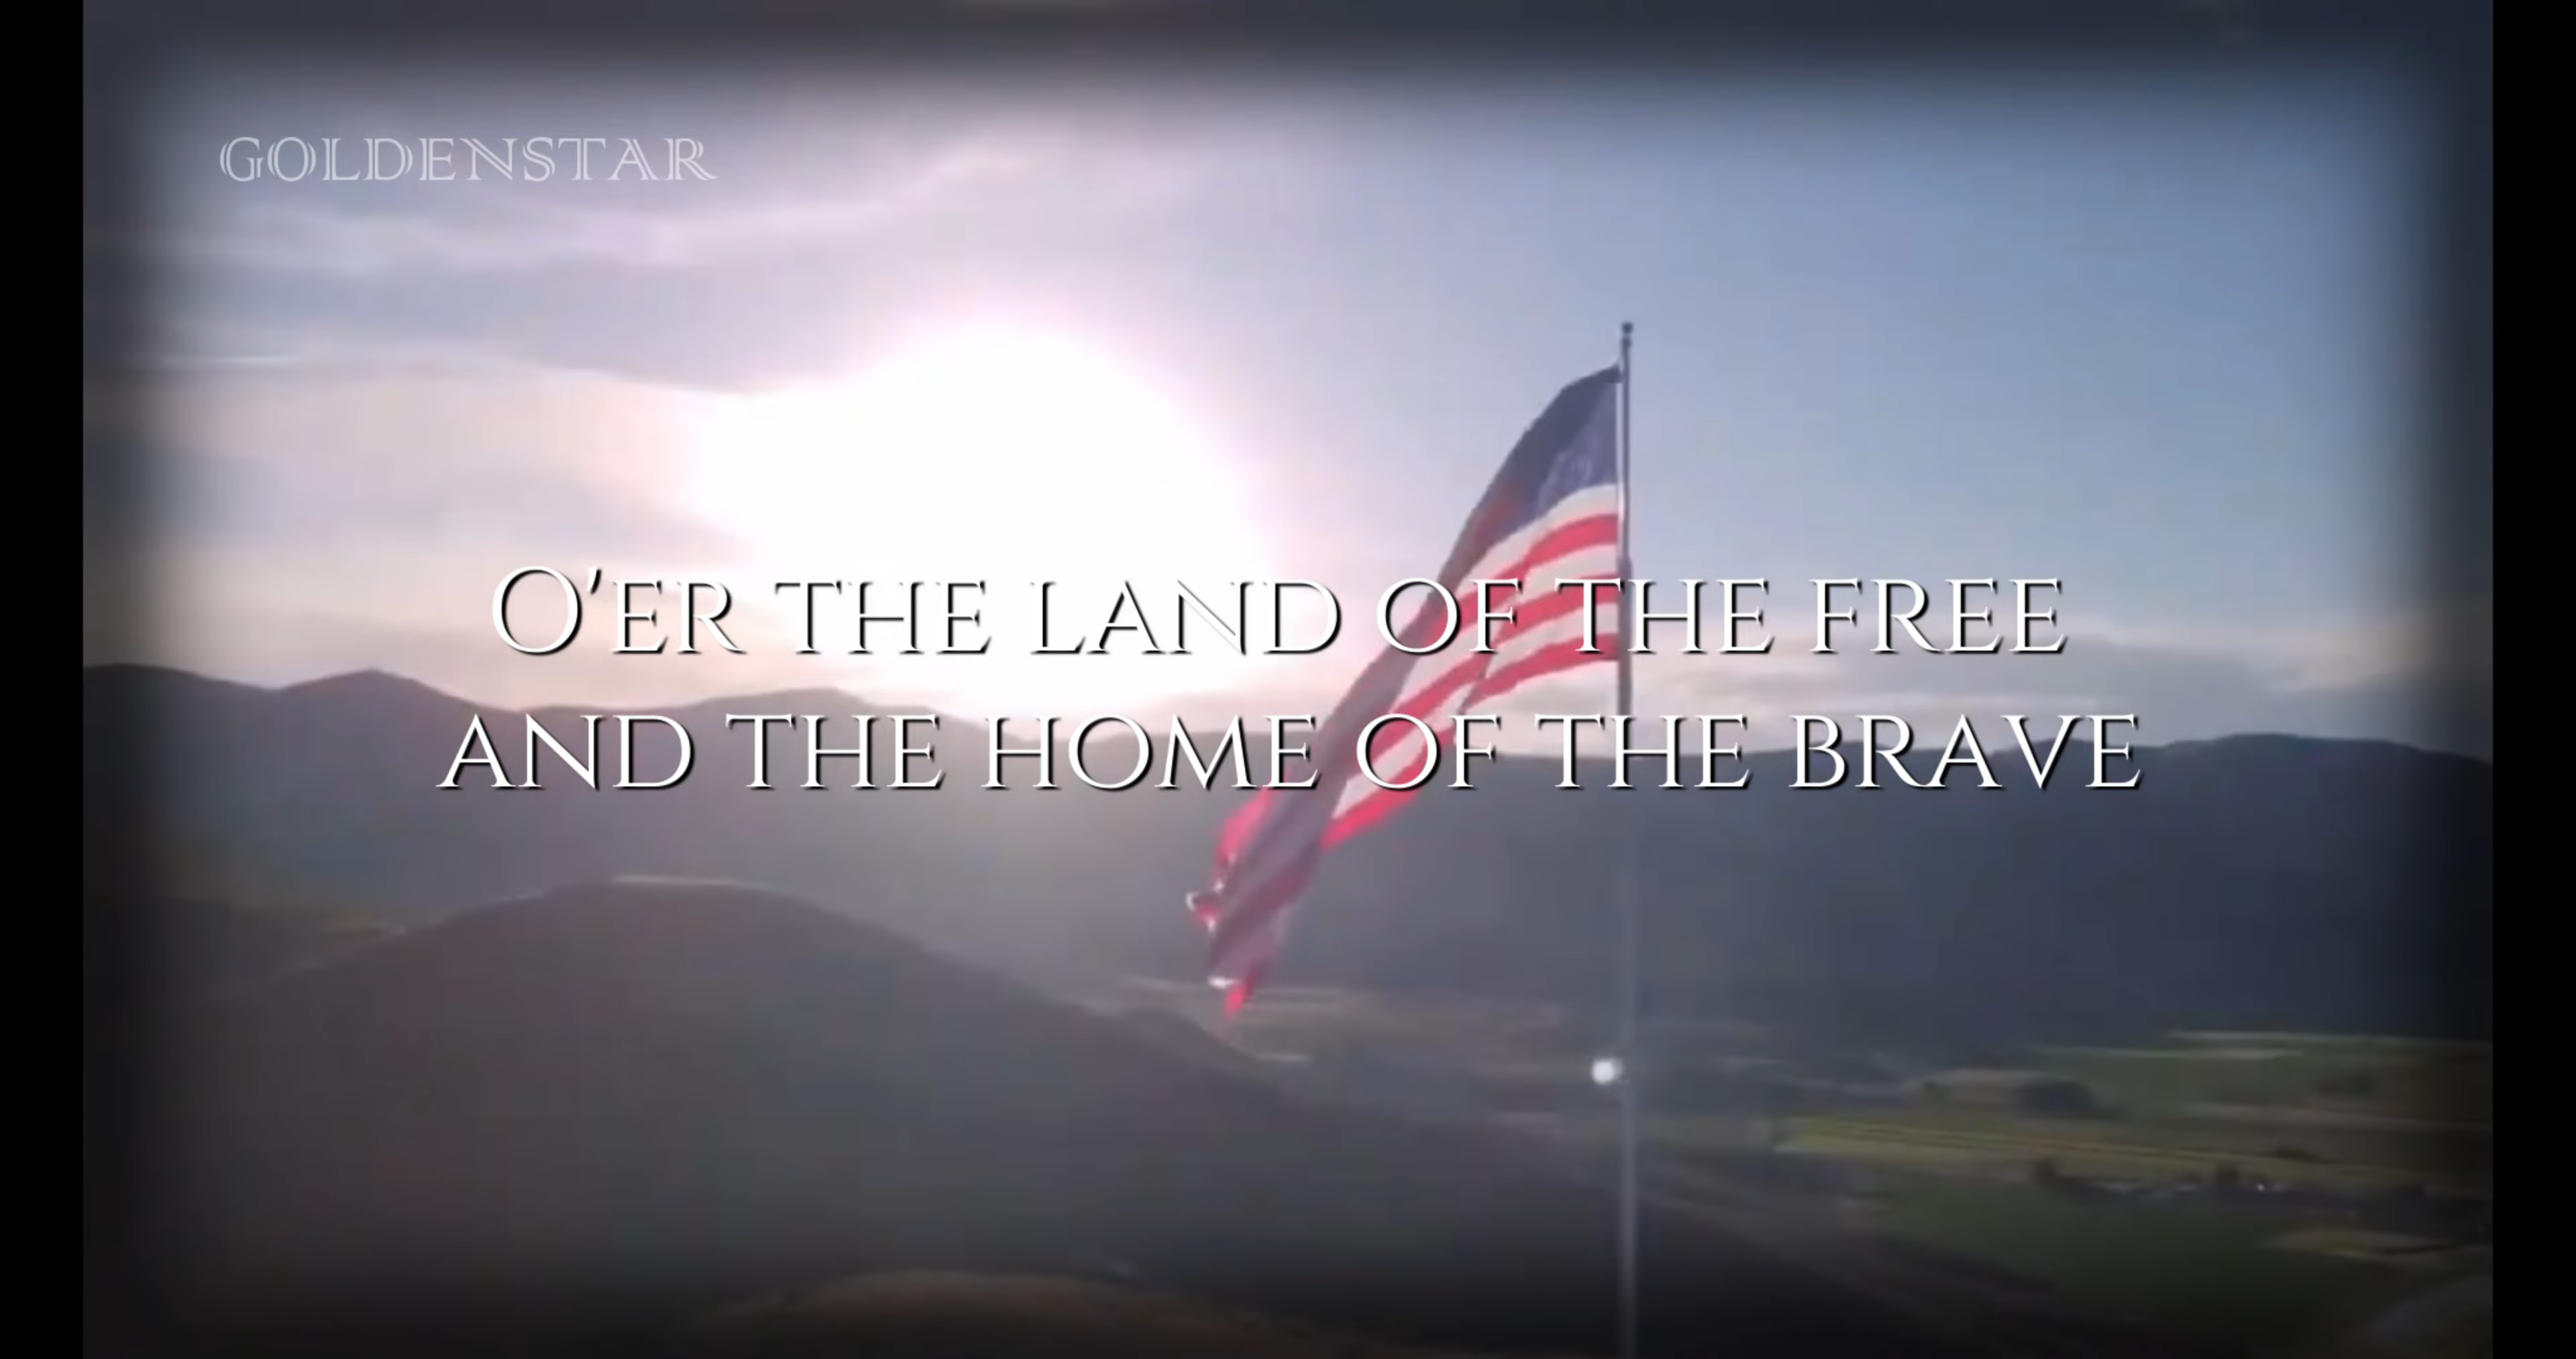 GOLDENSTAR
O'ER THE LAND OF THE FREE
AND THE HOME OF THE BRAVE